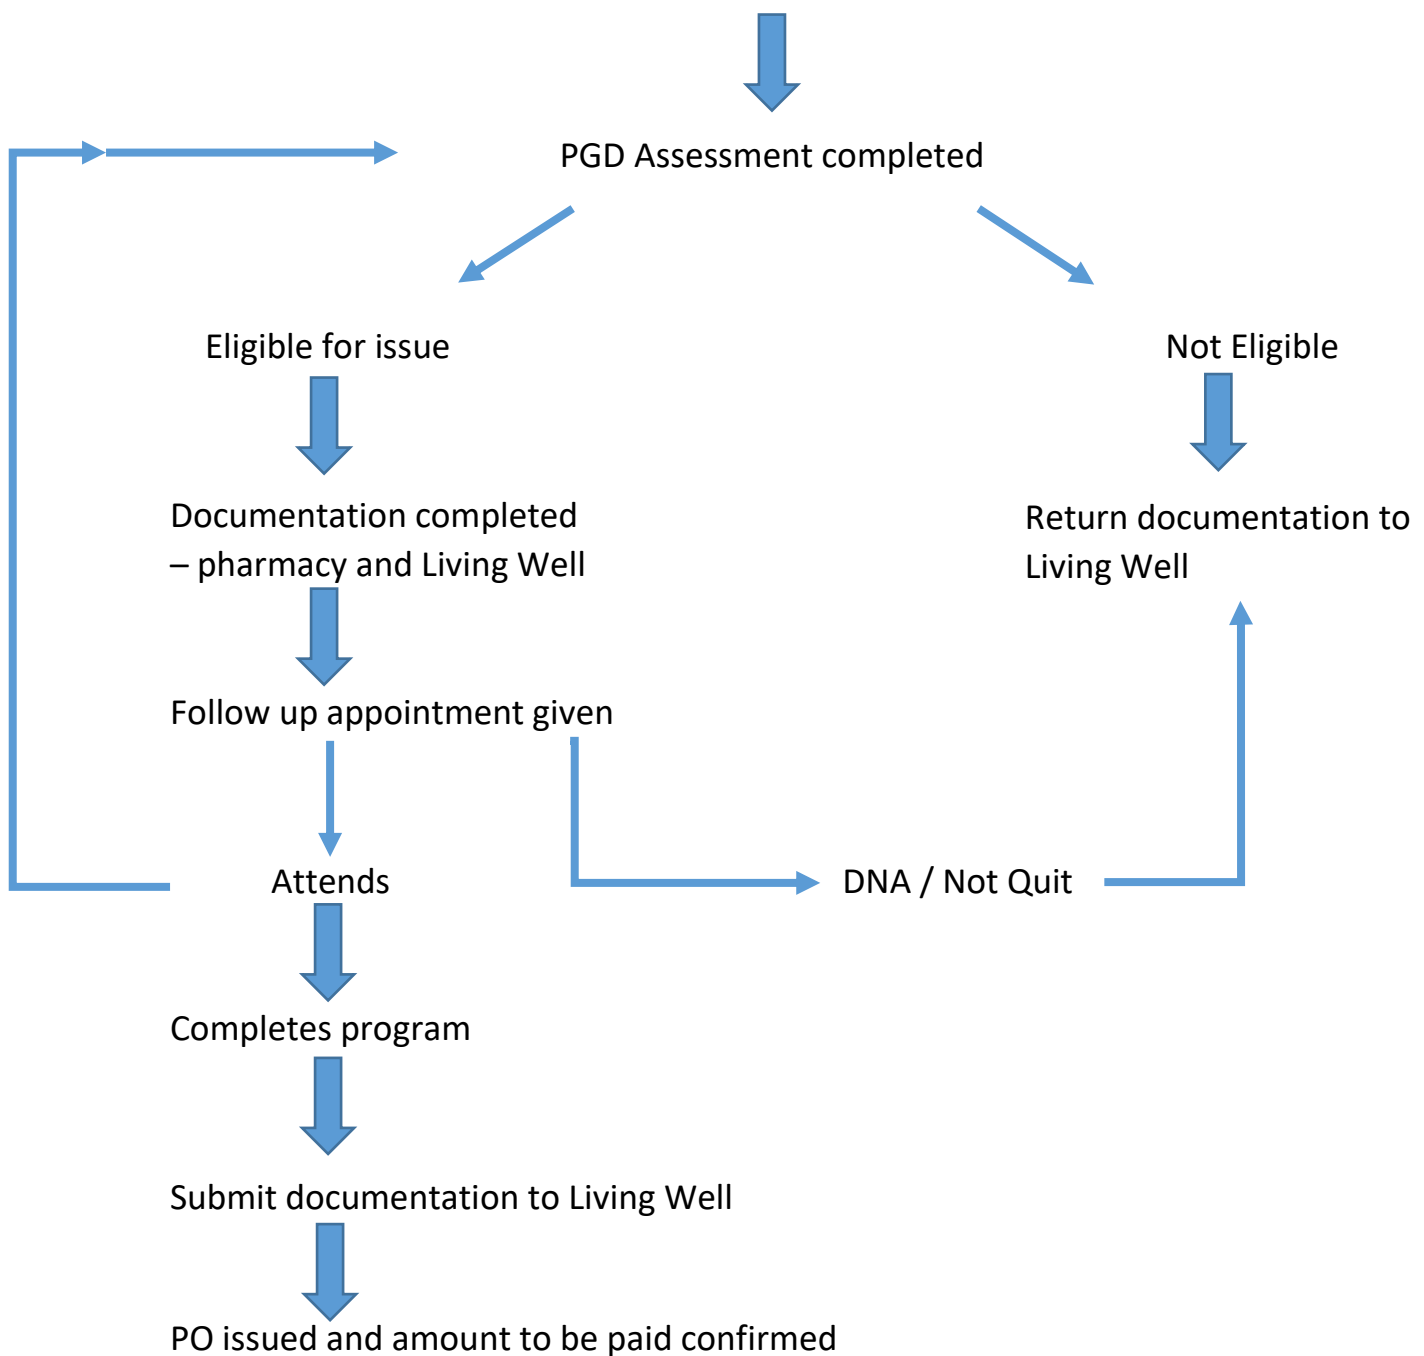 PGD Assessment completed
Eligible for issue
Not Eligible
Documentation completed
– pharmacy and Living Well
Return documentation to
Living Well
Follow up appointment given
Attends
DNA / Not Quit
Completes program
Submit documentation to Living Well
PO issued and amount to be paid confirmed